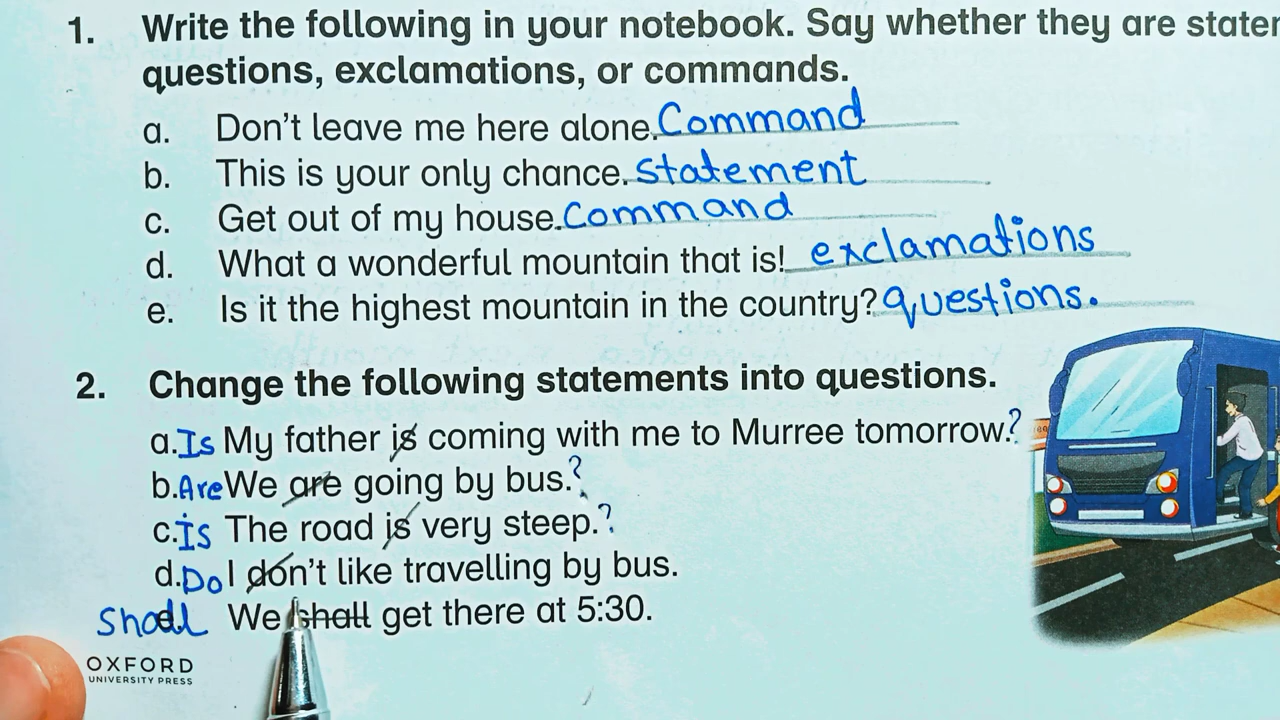 1. Write the following in your notebook. Say whether they are
questions, exclamations, or commands.
a. Don't leave me here alone. Command
b. This is your only chance. Statement
c. Get out of my house. Command
d. What a wonderful mountain that is! exclamations
e. Is it the highest mountain in the country? questions.
2. Change the following statements into questions.
a. Is My father is coming with me to Murree tomorrow.?
b. Are We are going by bus.?
c. is The road is very steep.?
d. Do I don't like travelling by bus.
e. Shall We shall get there at 5:30.
OXFORD
UNIVERSITY PRESS